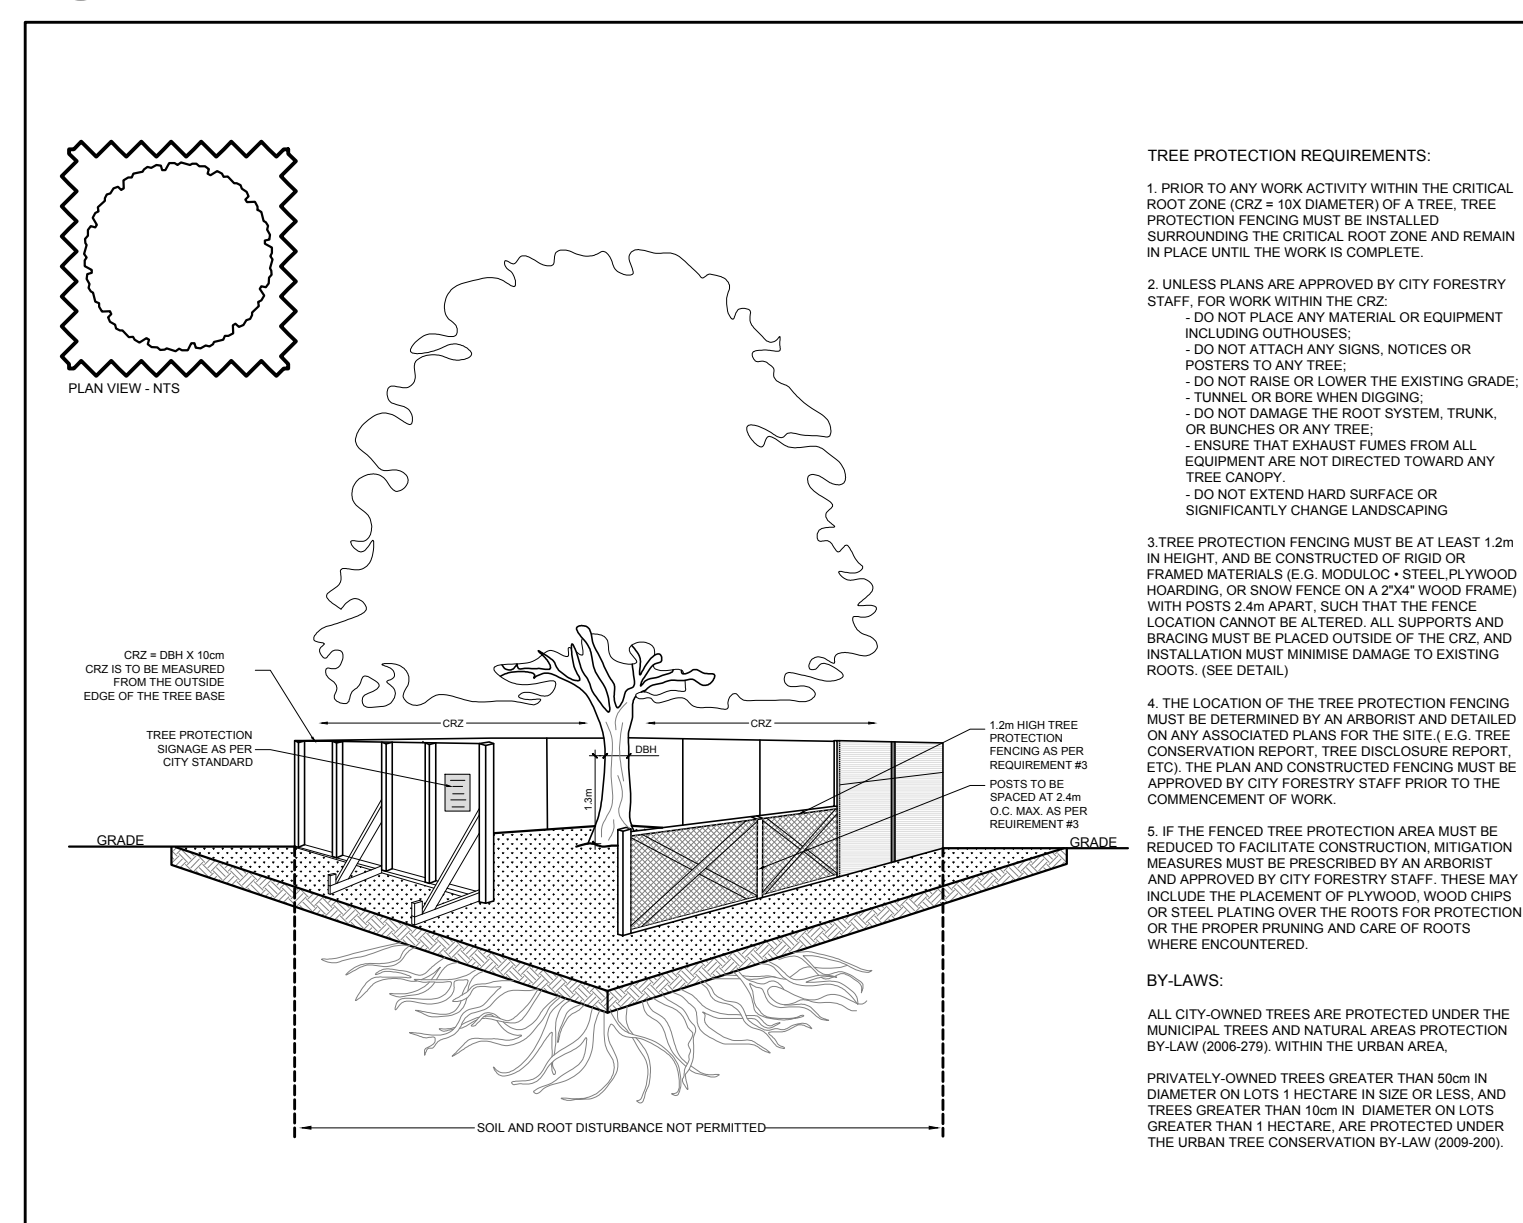 PLAN VIEW - NTS
CRZ = DBH X 10cm
CRZ IS TO BE MEASURED
FROM THE OUTSIDE
EDGE OF THE TREE BASE
TREE PROTECTION
SIGNAGE AS PER
CITY STANDARD
CRZ
CRZ
DBH
1.3m
1.2m HIGH TREE
PROTECTION
FENCING AS PER
REQUIREMENT #3
POSTS TO BE
SPACED AT 2.4m
O.C. MAX. AS PER
REUIREMENT #3
GRADE
GRADE
SOIL AND ROOT DISTURBANCE NOT PERMITTED
TREE PROTECTION REQUIREMENTS:
1. PRIOR TO ANY WORK ACTIVITY WITHIN THE CRITICAL
ROOT ZONE (CRZ = 10X DIAMETER) OF A TREE, TREE
PROTECTION FENCING MUST BE INSTALLED
SURROUNDING THE CRITICAL ROOT ZONE AND REMAIN
IN PLACE UNTIL THE WORK IS COMPLETE.
2. UNLESS PLANS ARE APPROVED BY CITY FORESTRY
STAFF, FOR WORK WITHIN THE CRZ:
- DO NOT PLACE ANY MATERIAL OR EQUIPMENT
INCLUDING OUTHOUSES;
- DO NOT ATTACH ANY SIGNS, NOTICES OR
POSTERS TO ANY TREE;
- DO NOT RAISE OR LOWER THE EXISTING GRADE;
- TUNNEL OR BORE WHEN DIGGING;
- DO NOT DAMAGE THE ROOT SYSTEM, TRUNK,
OR BUNCHES OR ANY TREE;
- ENSURE THAT EXHAUST FUMES FROM ALL
EQUIPMENT ARE NOT DIRECTED TOWARD ANY
TREE CANOPY.
- DO NOT EXTEND HARD SURFACE OR
SIGNIFICANTLY CHANGE LANDSCAPING
3.TREE PROTECTION FENCING MUST BE AT LEAST 1.2m
IN HEIGHT, AND BE CONSTRUCTED OF RIGID OR
FRAMED MATERIALS (E.G. MODULOC • STEEL,PLYWOOD
HOARDING, OR SNOW FENCE ON A 2"X4" WOOD FRAME)
WITH POSTS 2.4m APART, SUCH THAT THE FENCE
LOCATION CANNOT BE ALTERED. ALL SUPPORTS AND
BRACING MUST BE PLACED OUTSIDE OF THE CRZ, AND
INSTALLATION MUST MINIMISE DAMAGE TO EXISTING
ROOTS. (SEE DETAIL)
4. THE LOCATION OF THE TREE PROTECTION FENCING
MUST BE DETERMINED BY AN ARBORIST AND DETAILED
ON ANY ASSOCIATED PLANS FOR THE SITE.( E.G. TREE
CONSERVATION REPORT, TREE DISCLOSURE REPORT,
ETC). THE PLAN AND CONSTRUCTED FENCING MUST BE
APPROVED BY CITY FORESTRY STAFF PRIOR TO THE
COMMENCEMENT OF WORK.
5. IF THE FENCED TREE PROTECTION AREA MUST BE
REDUCED TO FACILITATE CONSTRUCTION, MITIGATION
MEASURES MUST BE PRESCRIBED BY AN ARBORIST
AND APPROVED BY CITY FORESTRY STAFF. THESE MAY
INCLUDE THE PLACEMENT OF PLYWOOD, WOOD CHIPS
OR STEEL PLATING OVER THE ROOTS FOR PROTECTION
OR THE PROPER PRUNING AND CARE OF ROOTS
WHERE ENCOUNTERED.
BY-LAWS:
ALL CITY-OWNED TREES ARE PROTECTED UNDER THE
MUNICIPAL TREES AND NATURAL AREAS PROTECTION
BY-LAW (2006-279). WITHIN THE URBAN AREA,
PRIVATELY-OWNED TREES GREATER THAN 50cm IN
DIAMETER ON LOTS 1 HECTARE IN SIZE OR LESS, AND
TREES GREATER THAN 10cm IN DIAMETER ON LOTS
GREATER THAN 1 HECTARE, ARE PROTECTED UNDER
THE URBAN TREE CONSERVATION BY-LAW (2009-200).